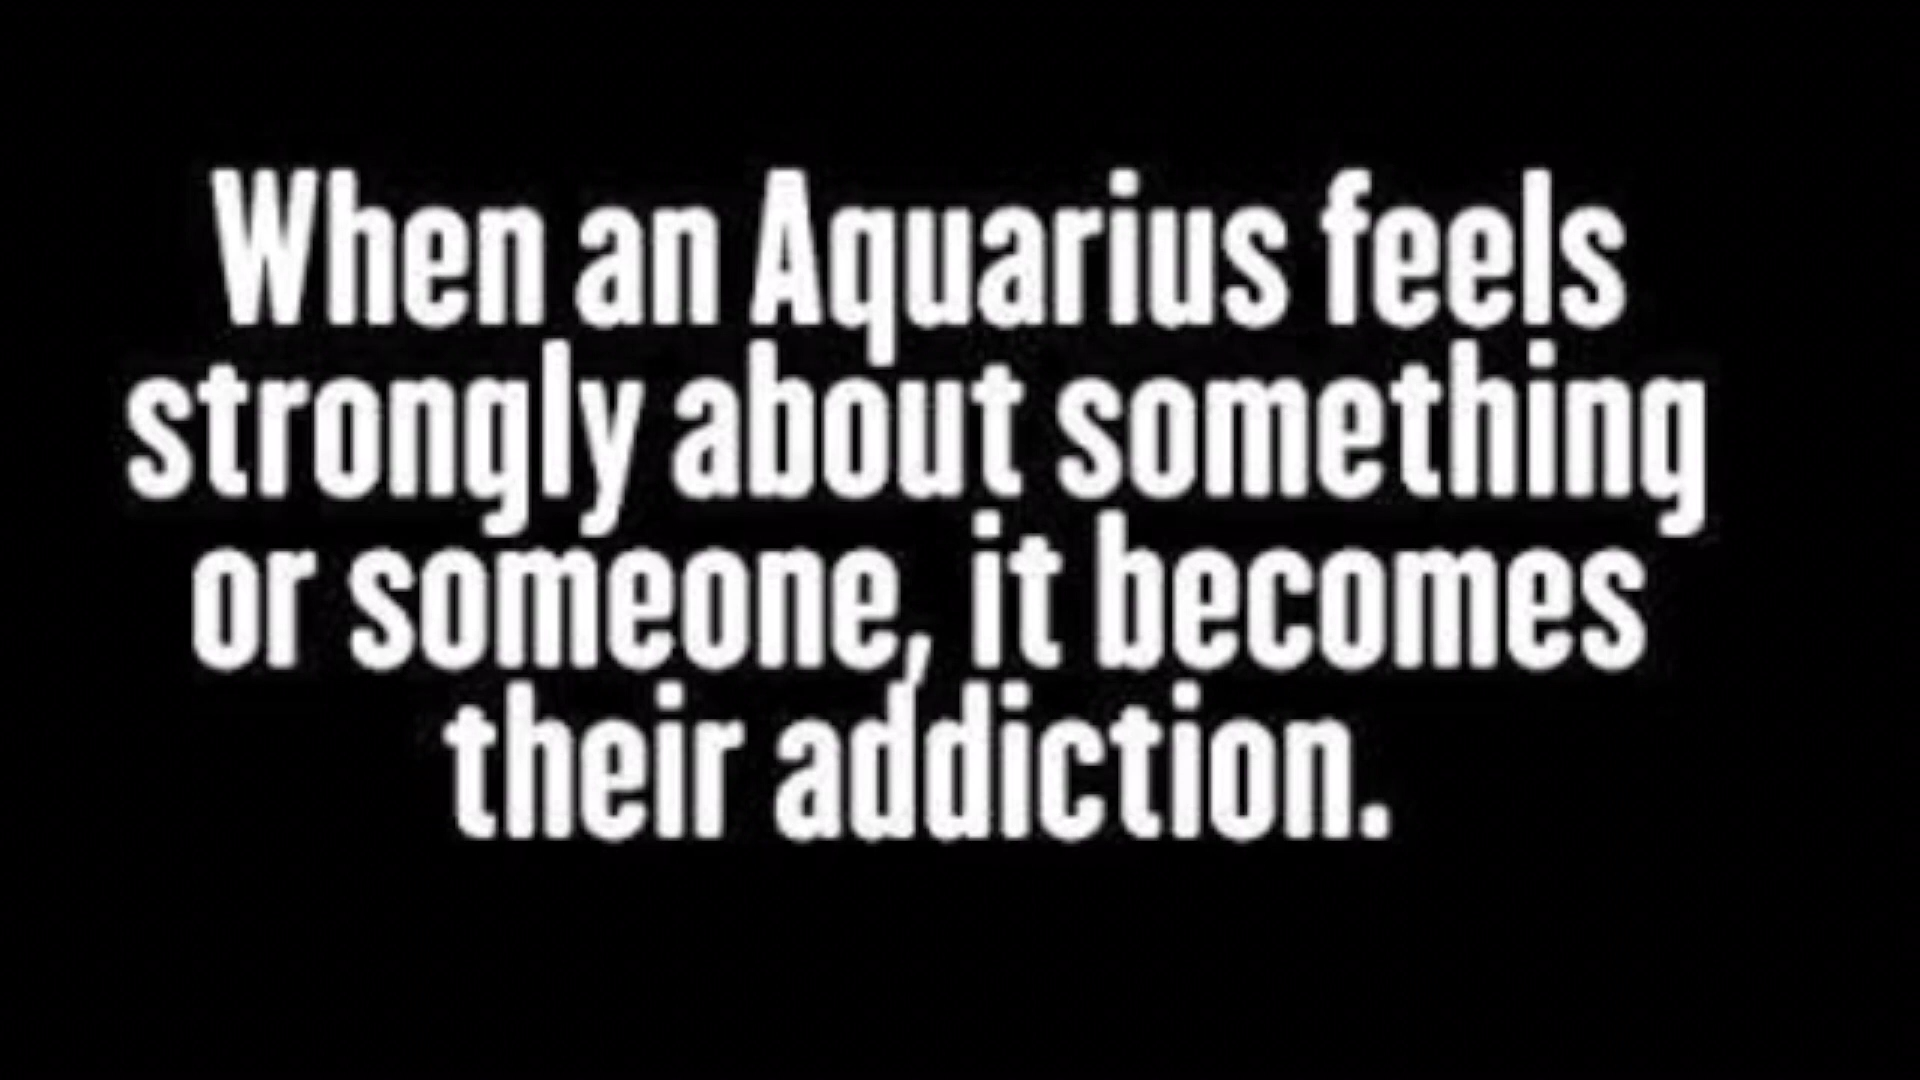 When an Aquarius feels
strongly about something
or someone, it becomes
their addiction.